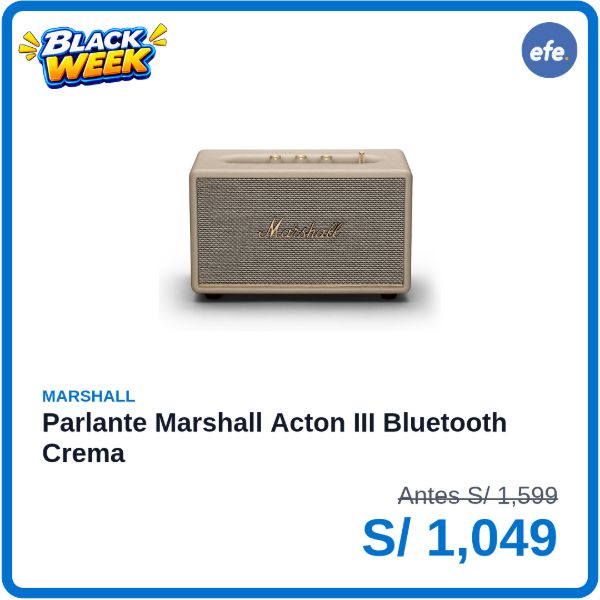 BLACK
WEEK
efe.
Marshall
MARSHALL
Parlante Marshall Acton III Bluetooth
Crema
Antes S/ 1,599
S/ 1,049